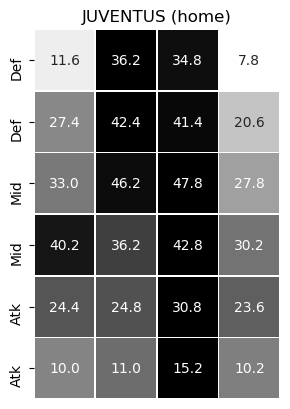 JUVENTUS (home)
Def 11.6 36.2 34.8 7.8
Def 27.4 42.4 41.4 20.6
Mid 33.0 46.2 47.8 27.8
Mid 40.2 36.2 42.8 30.2
Atk 24.4 24.8 30.8 23.6
Atk 10.0 11.0 15.2 10.2